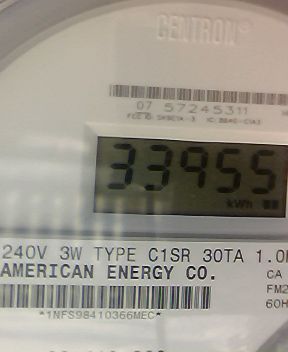 CENTRON®
07 57245311
33955
kWh
240V 3W TYPE C1SR 30TA 1.0
AMERICAN ENERGY CO.
CA
FM2
60H
*1NFS98410366MEC*